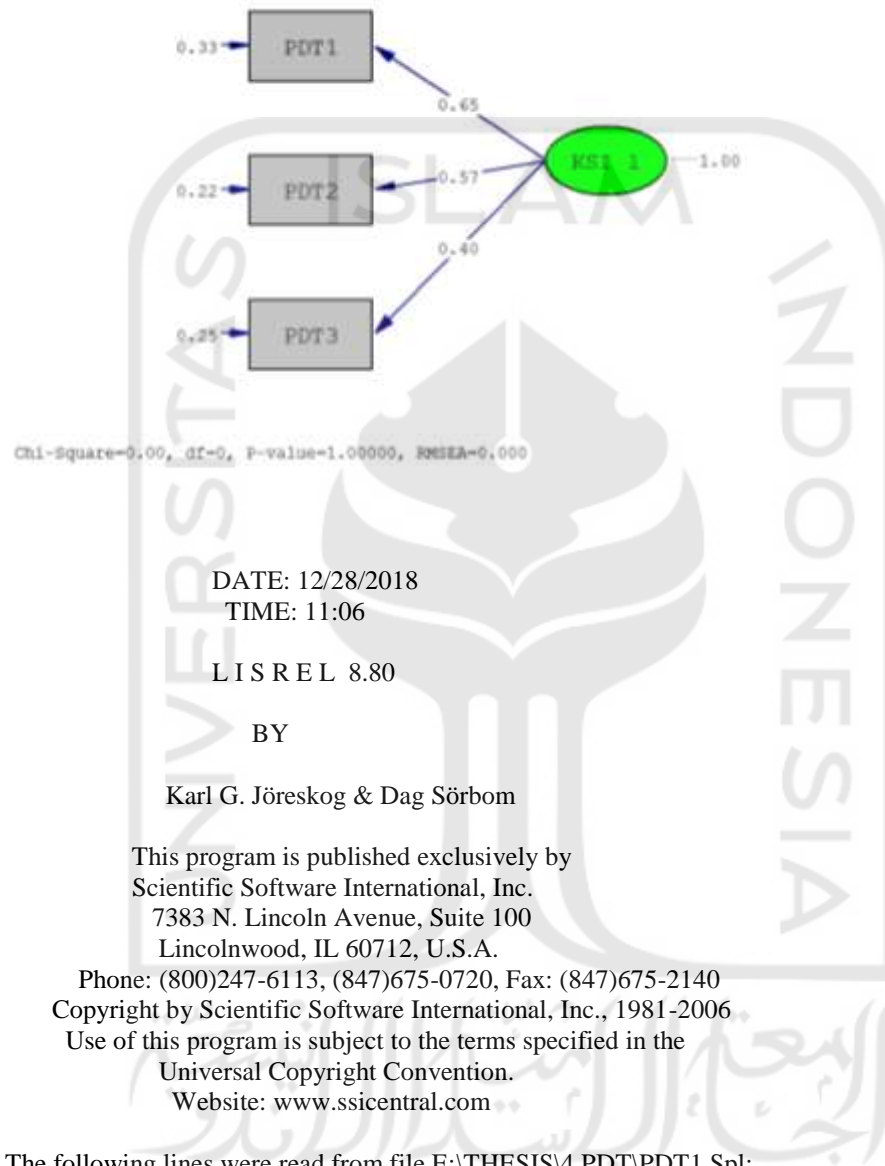 0.33
PDT1
0.65
KSI 1
1.00
ISLAM
0.22
PDT2
0.57
0.40
0.25
PDT3
Chi-Square=0.00, df=0, P-value=1.00000, RMSEA=0.000
UNIVERSITAS
INDONESIA
DATE: 12/28/2018
TIME: 11:06
L I S R E L 8.80
BY
Karl G. Jöreskog & Dag Sörbom
This program is published exclusively by
Scientific Software International, Inc.
7383 N. Lincoln Avenue, Suite 100
Lincolnwood, IL 60712, U.S.A.
Phone: (800)247-6113, (847)675-0720, Fax: (847)675-2140
Copyright by Scientific Software International, Inc., 1981-2006
Use of this program is subject to the terms specified in the
Universal Copyright Convention.
Website: www.ssicentral.com
The following lines were read from file E:\THESIS\4.PDT\PDT1.Spl: